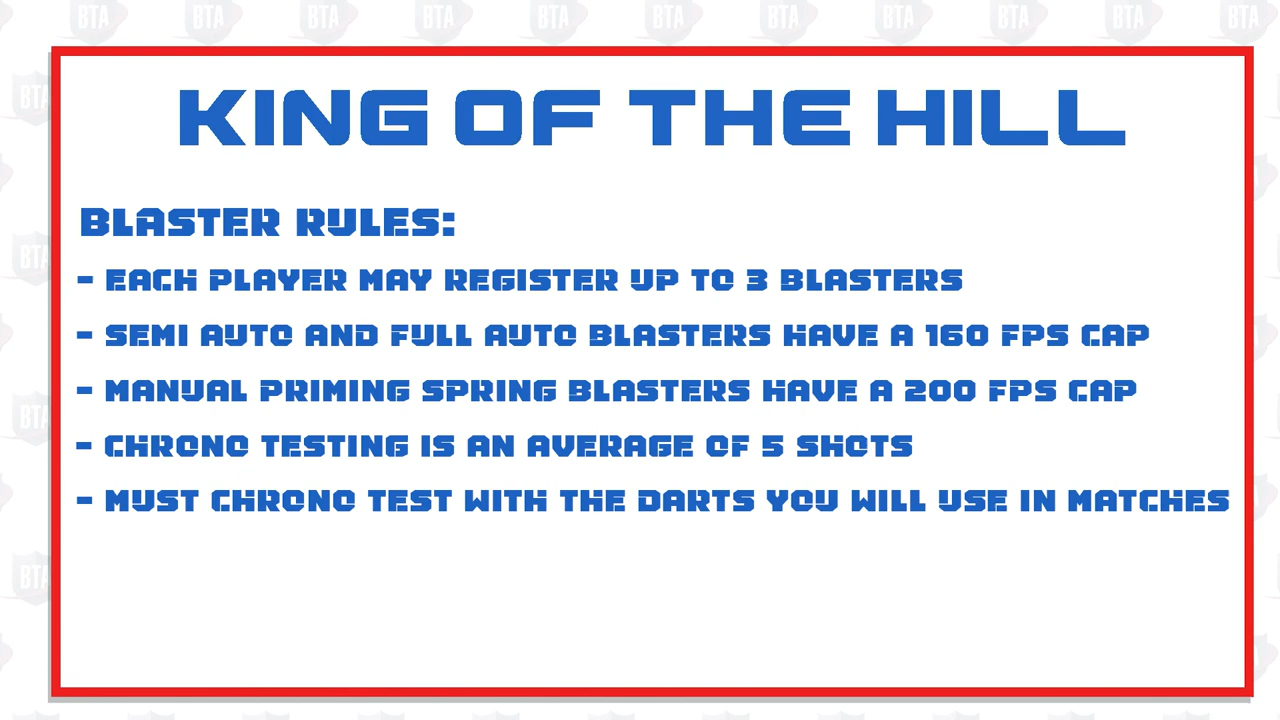 KING OF THE HILL
BLASTER RULES:
- EACH PLAYER MAY REGISTER UP TO 3 BLASTERS
- SEMI AUTO AND FULL AUTO BLASTERS HAVE A 160 FPS CAP
- MANUAL PRIMING SPRING BLASTERS HAVE A 200 FPS CAP
- CHRONO TESTING IS AN AVERAGE OF 5 SHOTS
- MUST CHRONO TEST WITH THE DARTS YOU WILL USE IN MATCHES